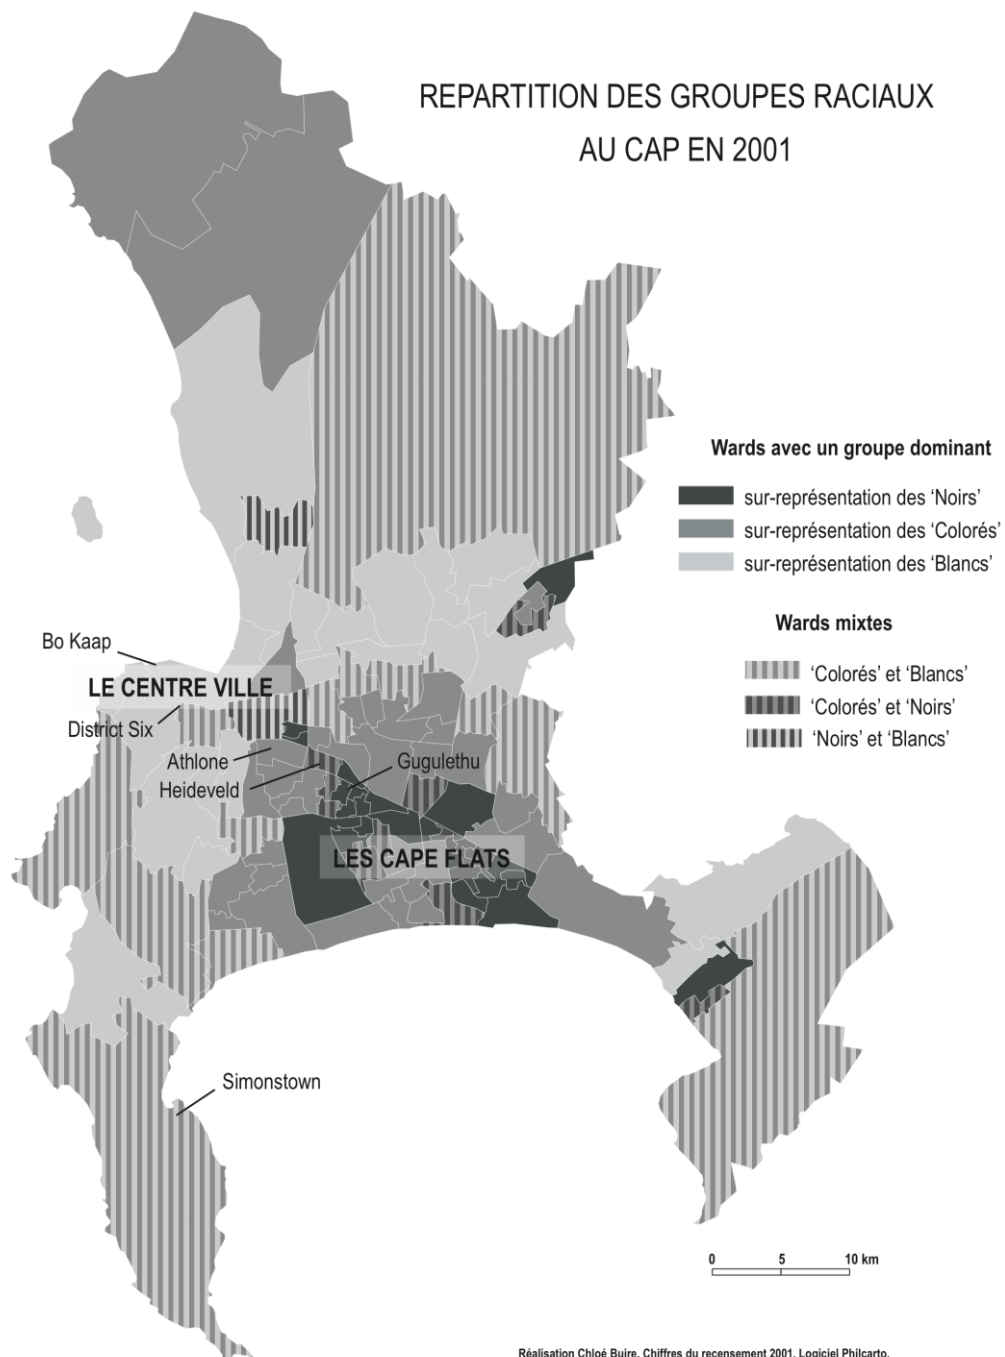 REPARTITION DES GROUPES RACIAUX
AU CAP EN 2001
Wards avec un groupe dominant
sur-représentation des ‘Noirs’
sur-représentation des ‘Colorés’
sur-représentation des ‘Blancs’
Wards mixtes
‘Colorés’ et ‘Blancs’
‘Colorés’ et ‘Noirs’
‘Noirs’ et ‘Blancs’
Bo Kaap
LE CENTRE VILLE
District Six
Athlone
Gugulethu
Heideveld
LES CAPE FLATS
Simonstown
0 5 10 km
Réalisation Chloé Buire. Chiffres du recensement 2001. Logiciel Philcarto.